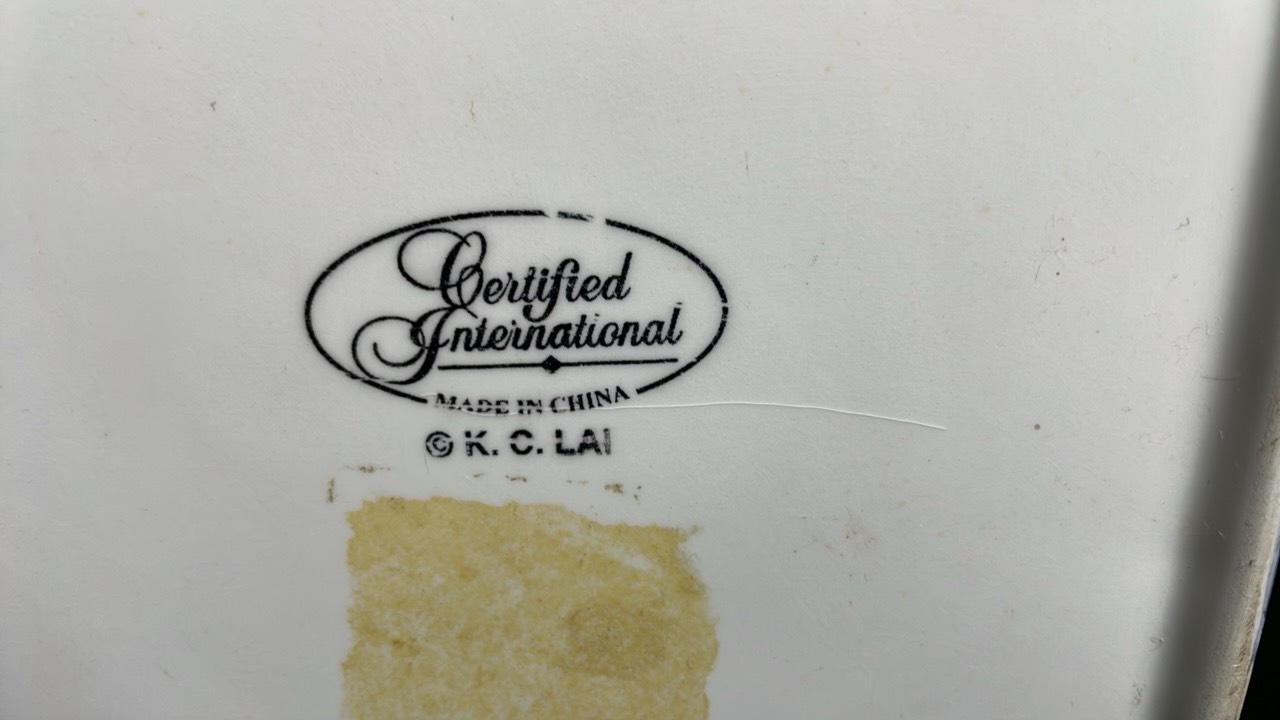 Certified
International
MADE IN CHINA
© K. C. LAI